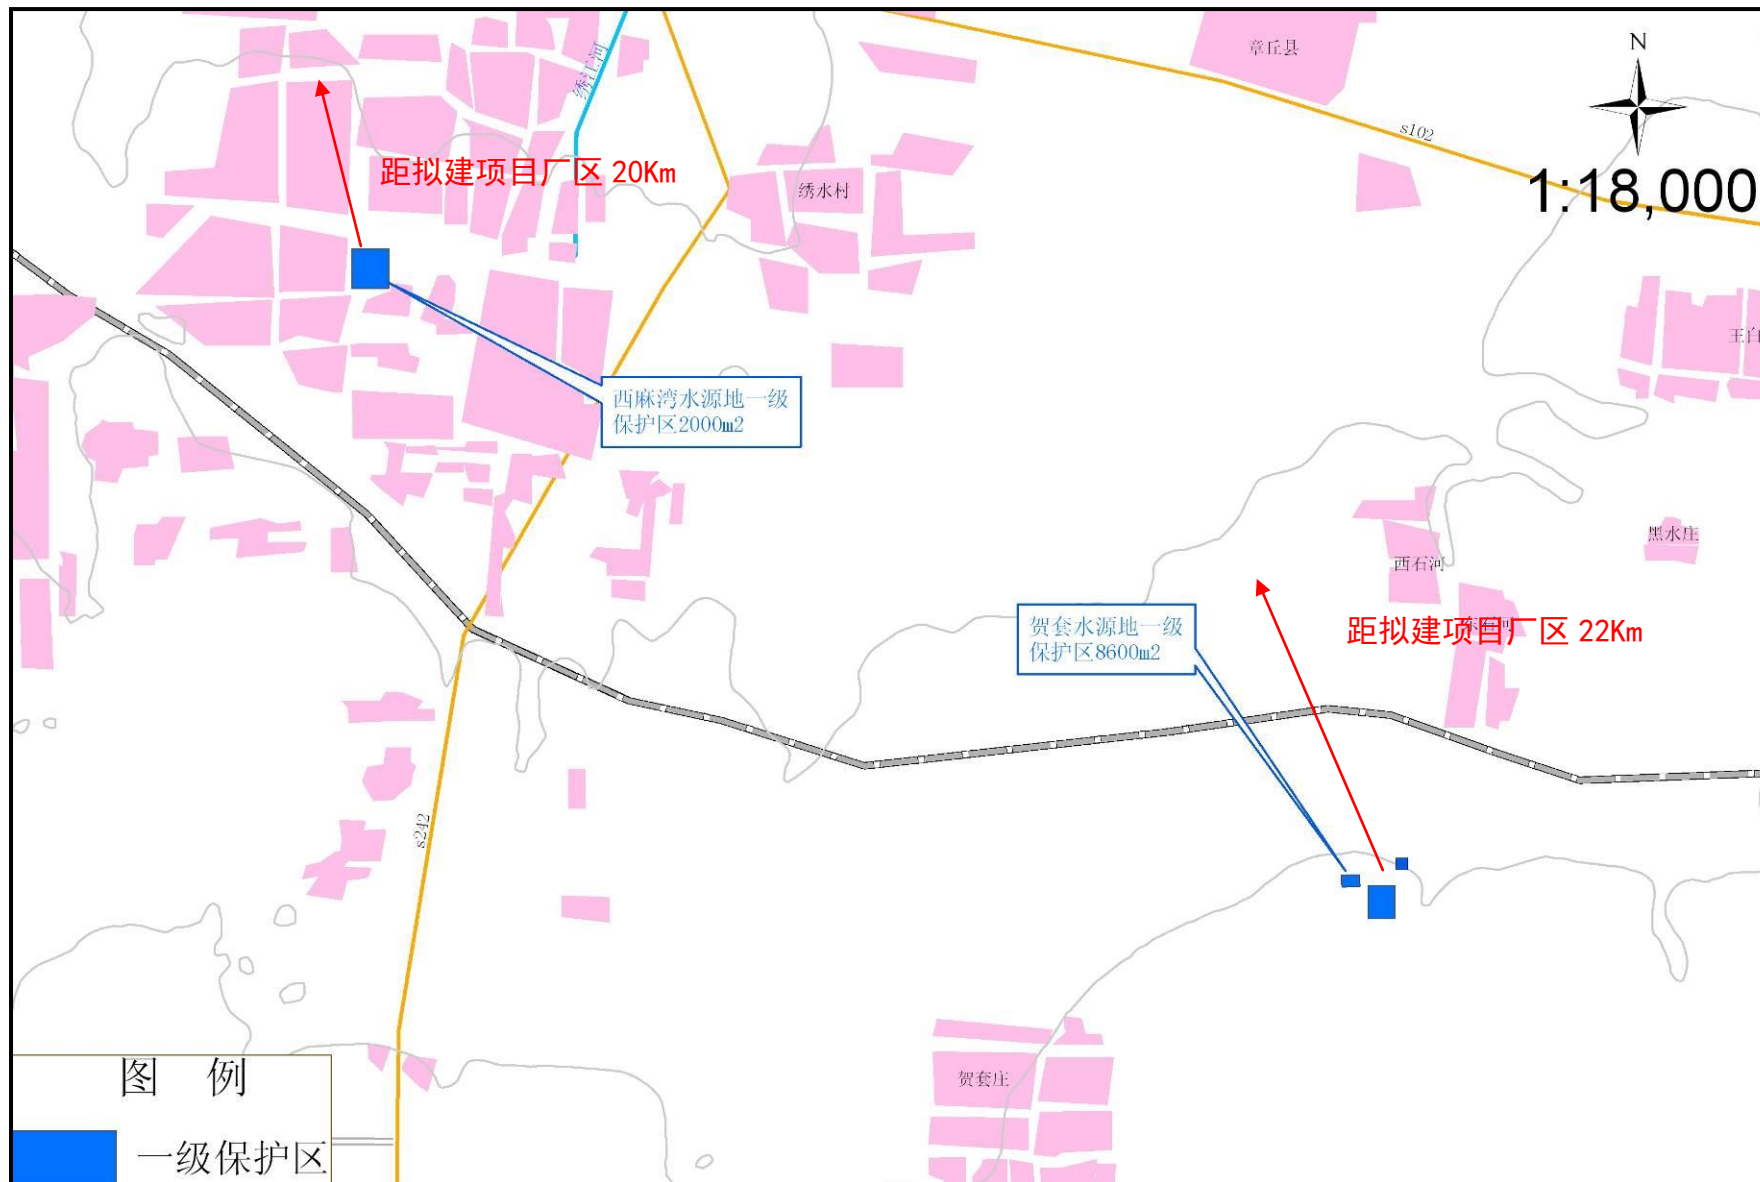 章丘县
N
绣江河
s102
距拟建项目厂区 20Km
绣水村
1:18,000
王白
西麻湾水源地一级
保护区2000m2
黑水庄
西石河
贺套水源地一级
保护区8600m2
距拟建项目厂区 22Km
s242
图 例
贺套庄
一级保护区